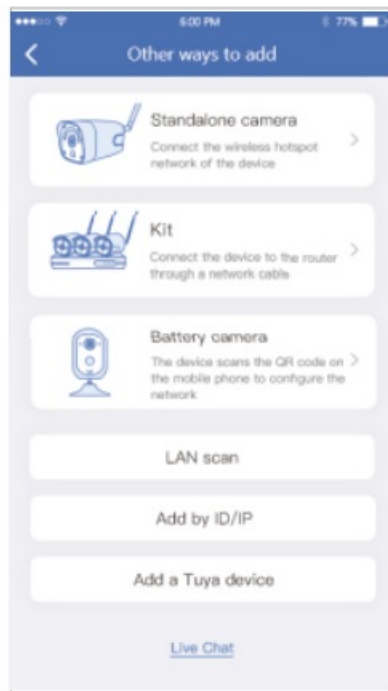 6:00 PM
77%
Other ways to add
Standalone camera
Connect the wireless hotspot
network of the device
Kit
Connect the device to the router
through a network cable
Battery camera
The device scans the QR code on
the mobile phone to configure the
network
LAN scan
Add by ID/IP
Add a Tuya device
Live Chat